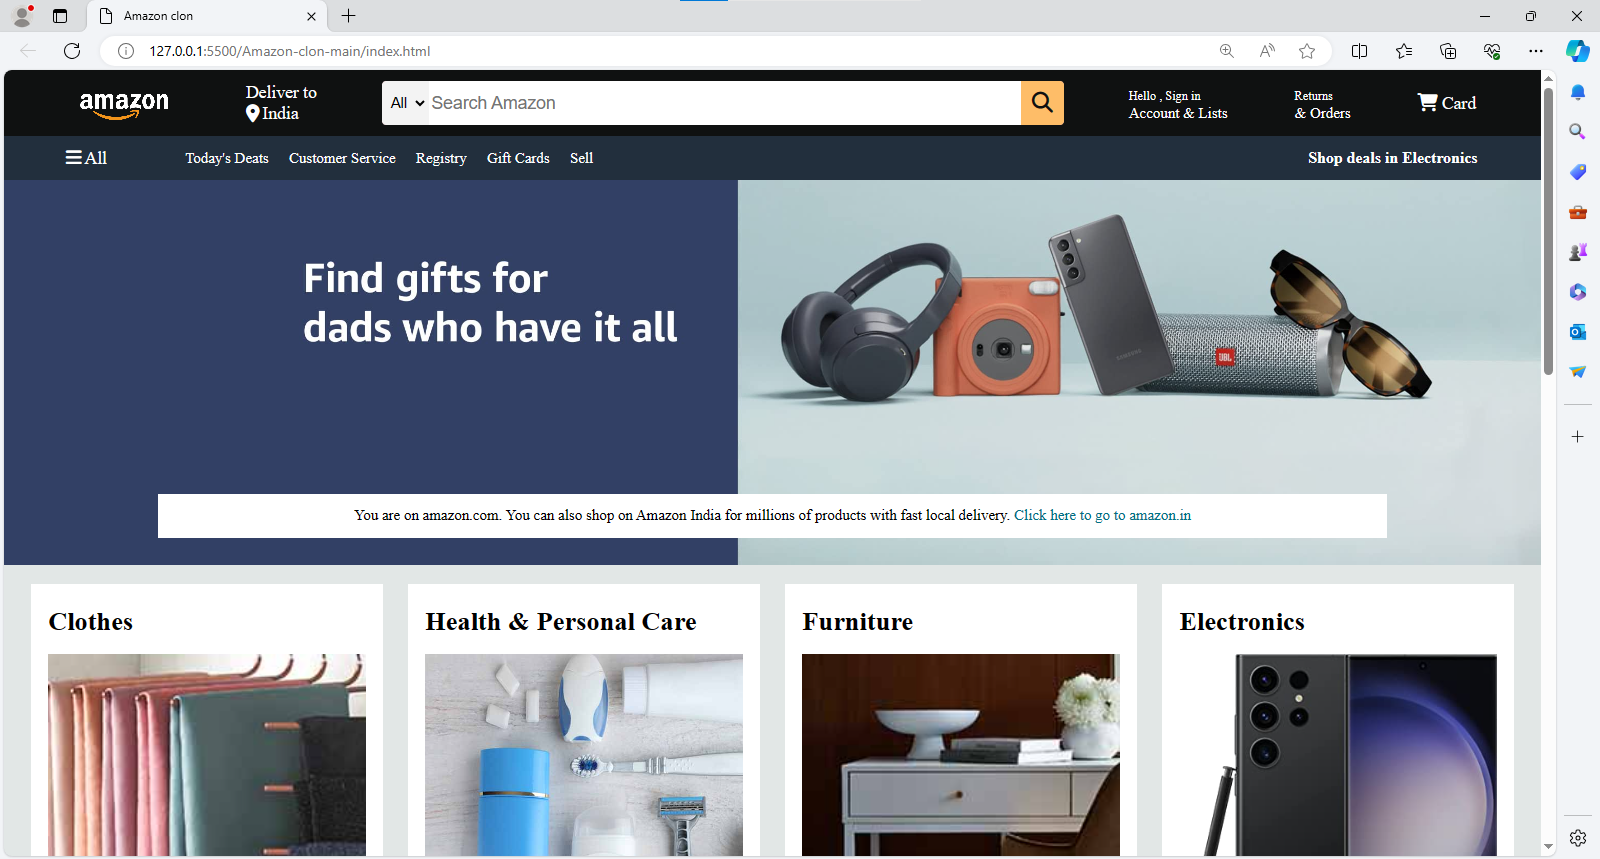 Amazon clon
127.0.0.1:5500/Amazon-clon-main/index.html
amazon
Deliver to
India
All
Search Amazon
Hello , Sign in
Account & Lists
Returns
& Orders
Card
All
Today's Deats
Customer Service
Registry
Gift Cards
Sell
Shop deals in Electronics
Find gifts for
dads who have it all
SAMSUNG
JBL
You are on amazon.com. You can also shop on Amazon India for millions of products with fast local delivery. Click here to go to amazon.in
Clothes
Health & Personal Care
Furniture
Electronics